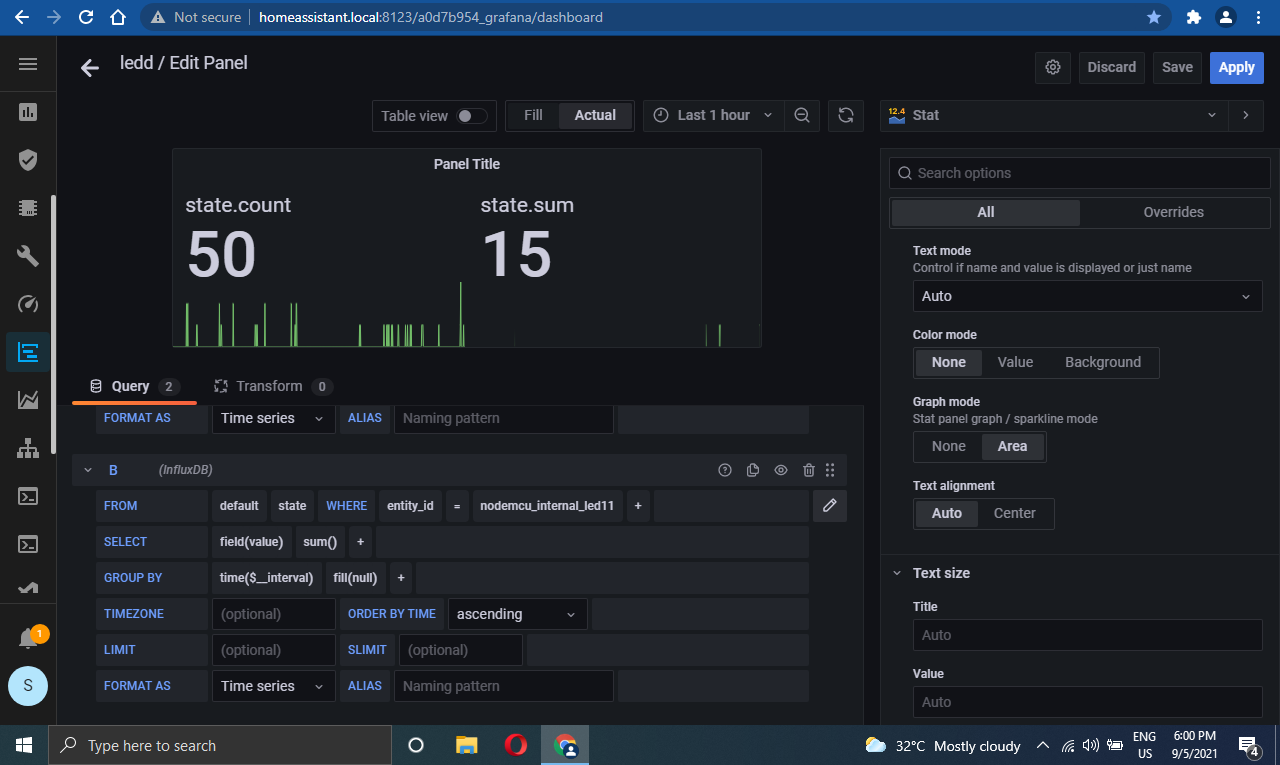 Not secure | homeassistant.local:8123/a0d7b954_grafana/dashboard
ledd / Edit Panel
Discard
Save
Apply
Table view
Fill
Actual
Last 1 hour
12.4
Stat
Panel Title
state.count
50
state.sum
15
Search options
All
Overrides
Text mode
Control if name and value is displayed or just name
Auto
Color mode
None
Value
Background
Graph mode
Stat panel graph / sparkline mode
None
Area
Text alignment
Auto
Center
Text size
Title
Auto
Value
Auto
Query 2
Transform 0
FORMAT AS Time series ALIAS Naming pattern
B (InfluxDB)
FROM default state WHERE entity_id = nodemcu_internal_led11 +
SELECT field(value) sum() +
GROUP BY time($__interval) fill(null) +
TIMEZONE (optional) ORDER BY TIME ascending
LIMIT (optional) SLIMIT (optional)
FORMAT AS Time series ALIAS Naming pattern
1
S
Type here to search
32°C Mostly cloudy
ENG
US
6:00 PM
9/5/2021
4